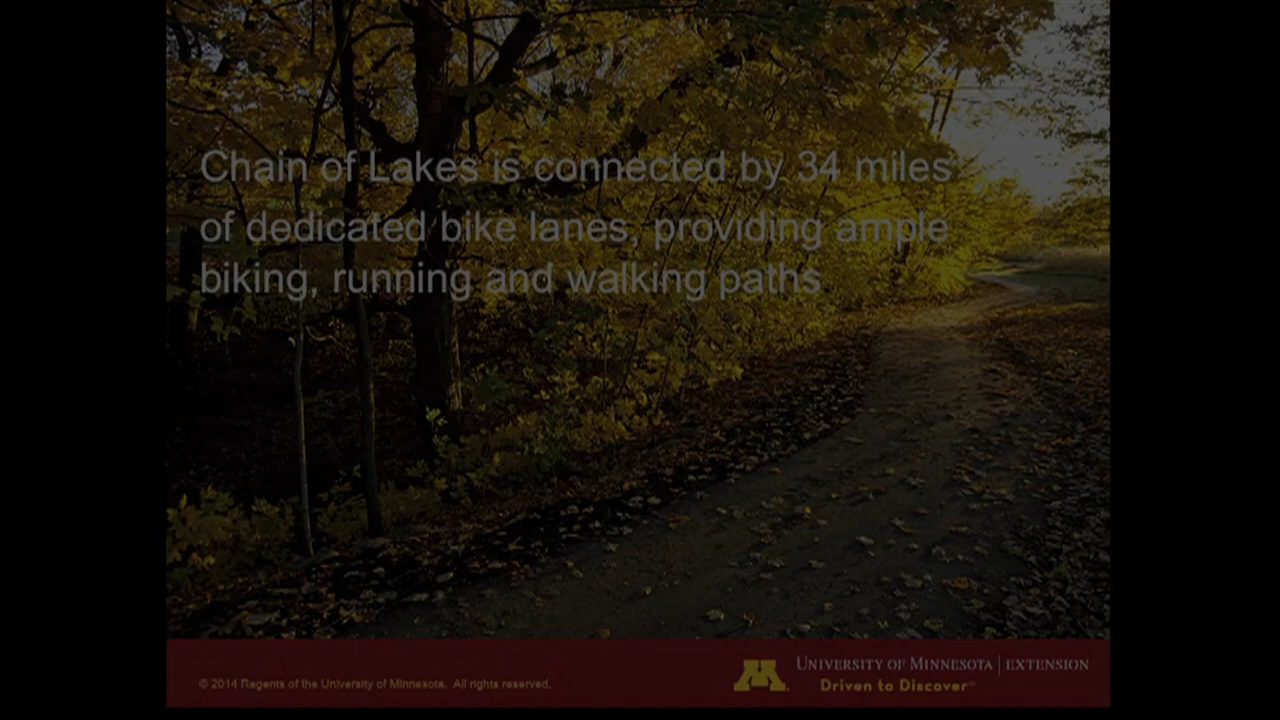 Chain of Lakes is connected by 34 miles
of dedicated bike lanes, providing ample
biking, running and walking paths
© 2014 Regents of the University of Minnesota. All rights reserved.
UNIVERSITY OF MINNESOTA | EXTENSION
Driven to Discover℠